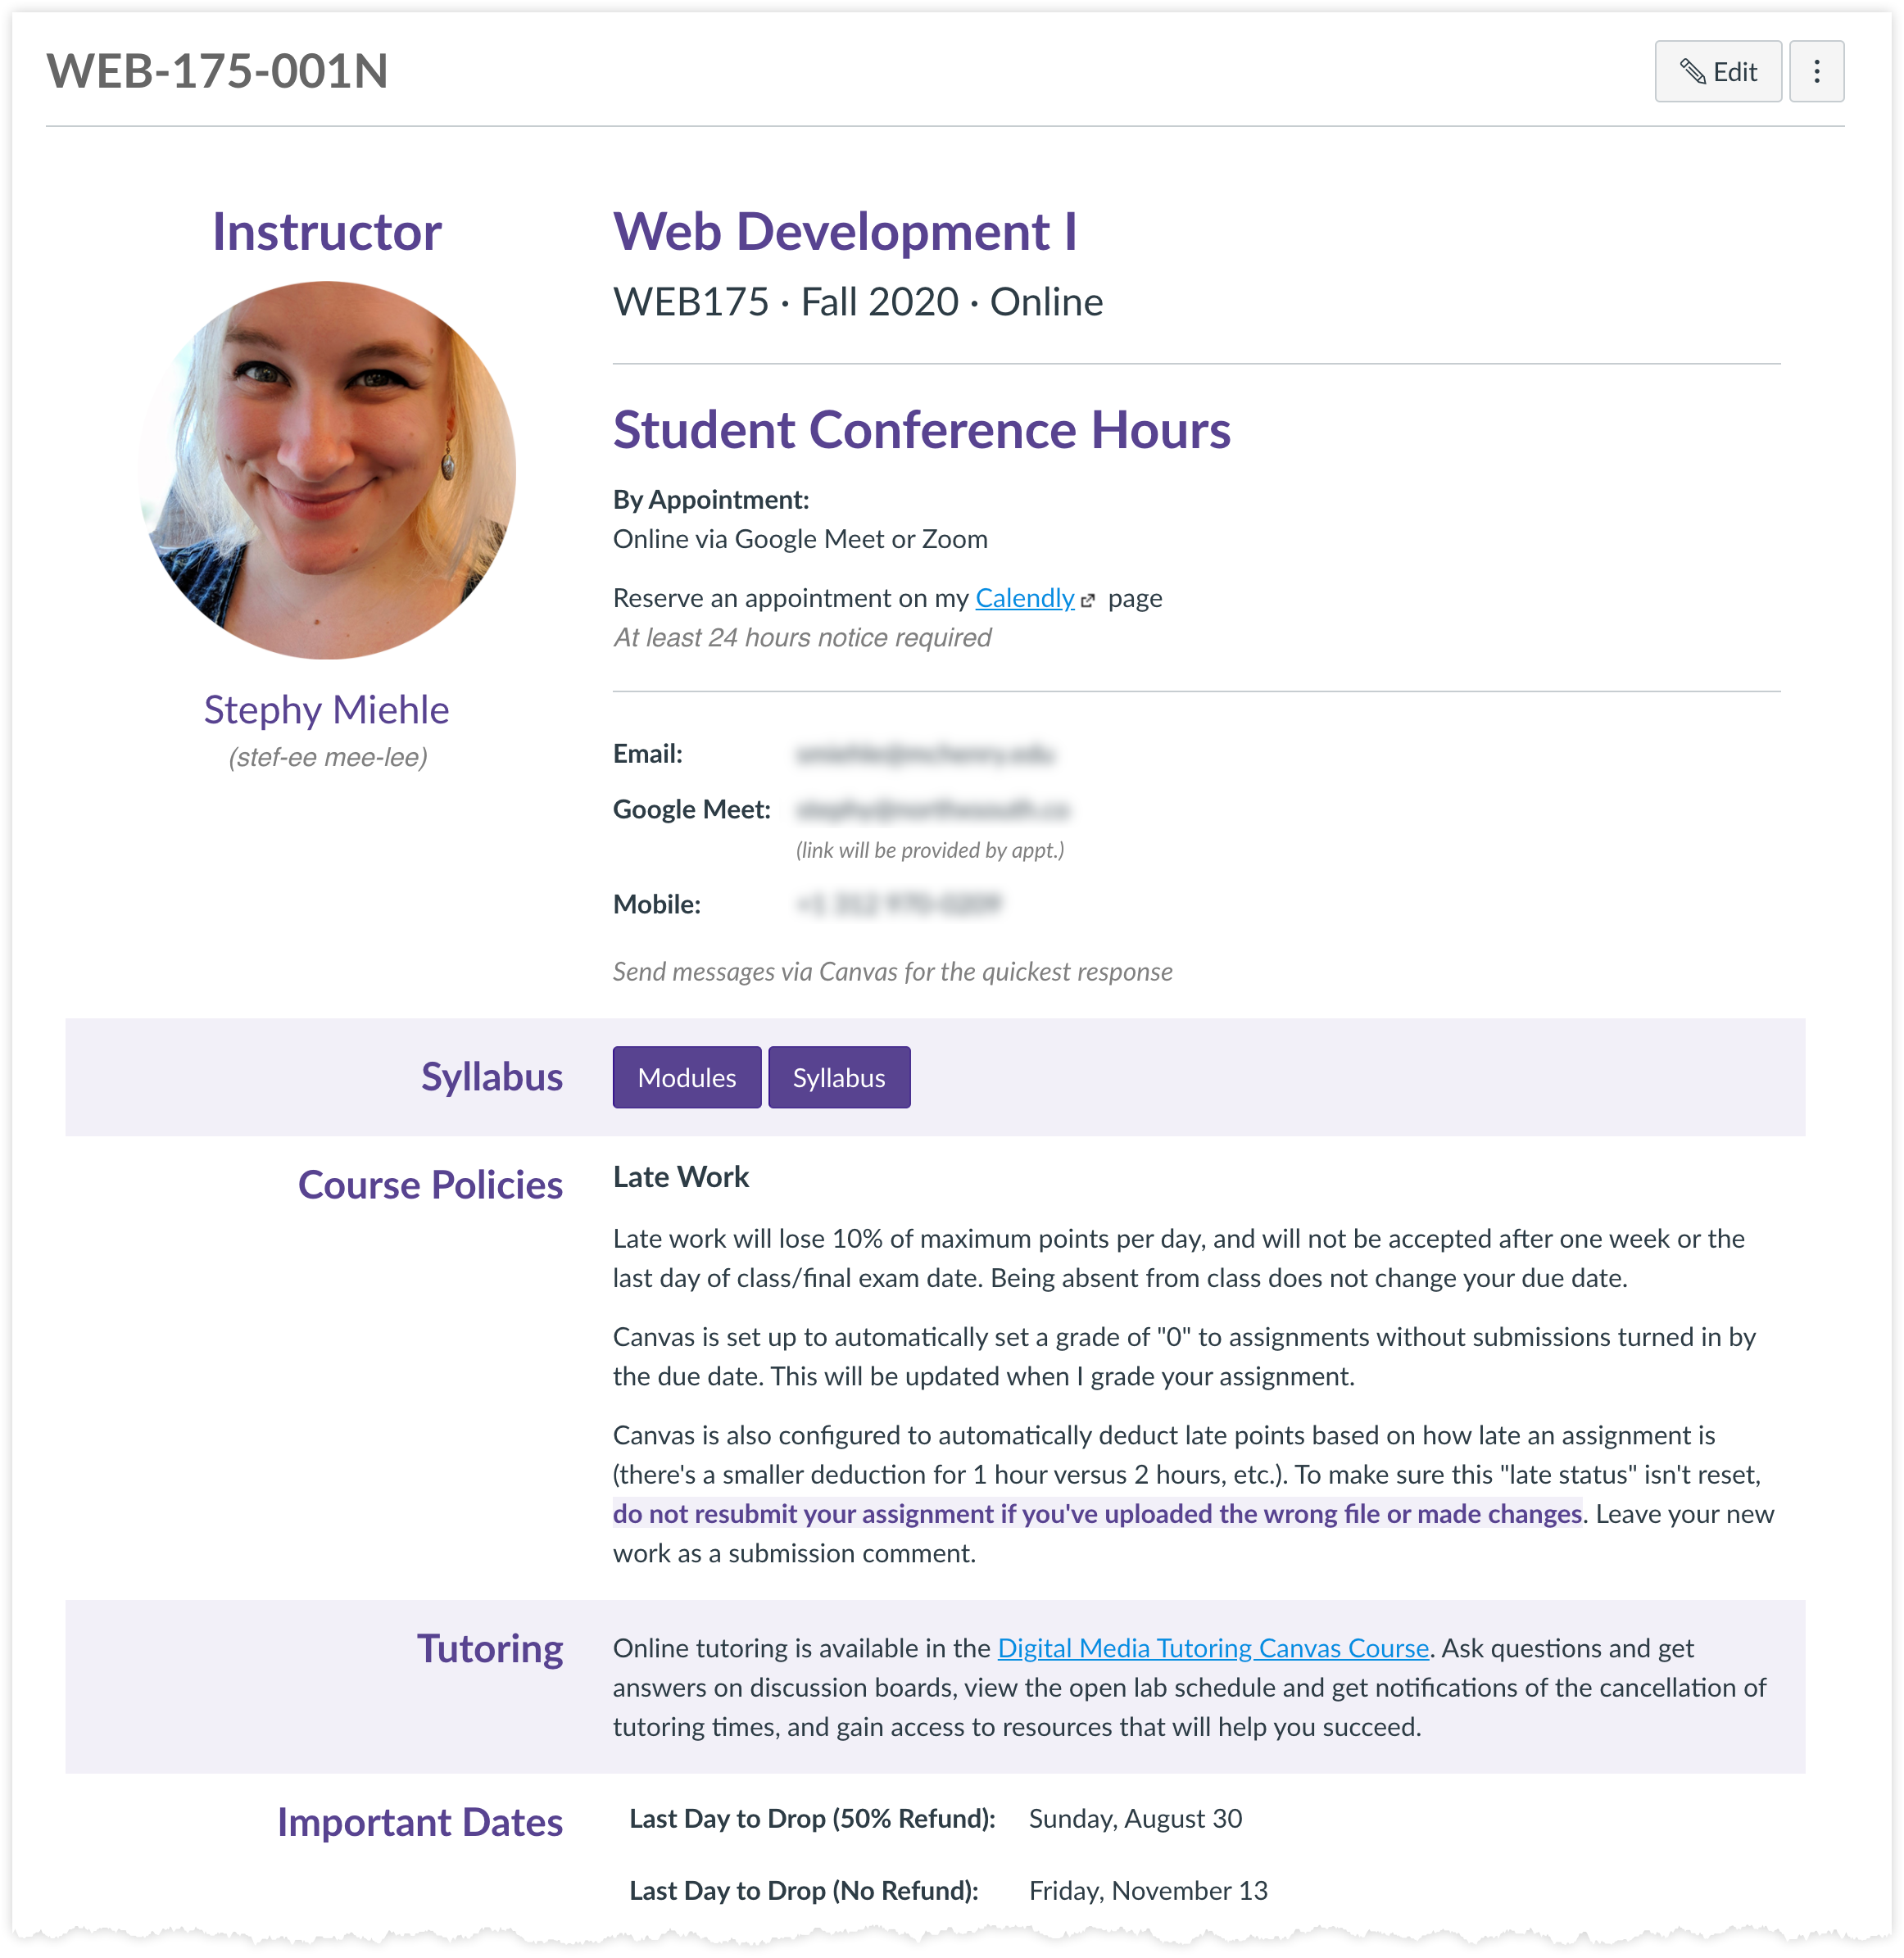 WEB-175-001N
Edit
Instructor
Stephy Miehle
(stef-ee mee-lee)
Web Development I
WEB175 · Fall 2020 · Online
Student Conference Hours
By Appointment:
Online via Google Meet or Zoom
Reserve an appointment on my Calendly page
At least 24 hours notice required
Email:
Google Meet:
(link will be provided by appt.)
Mobile:
Send messages via Canvas for the quickest response
Syllabus
Modules Syllabus
Course Policies
Late Work
Late work will lose 10% of maximum points per day, and will not be accepted after one week or the
last day of class/final exam date. Being absent from class does not change your due date.
Canvas is set up to automatically set a grade of "0" to assignments without submissions turned in by
the due date. This will be updated when I grade your assignment.
Canvas is also configured to automatically deduct late points based on how late an assignment is
(there's a smaller deduction for 1 hour versus 2 hours, etc.). To make sure this "late status" isn't reset,
do not resubmit your assignment if you've uploaded the wrong file or made changes. Leave your new
work as a submission comment.
Tutoring
Online tutoring is available in the Digital Media Tutoring Canvas Course. Ask questions and get
answers on discussion boards, view the open lab schedule and get notifications of the cancellation of
tutoring times, and gain access to resources that will help you succeed.
Important Dates
Last Day to Drop (50% Refund): Sunday, August 30
Last Day to Drop (No Refund): Friday, November 13